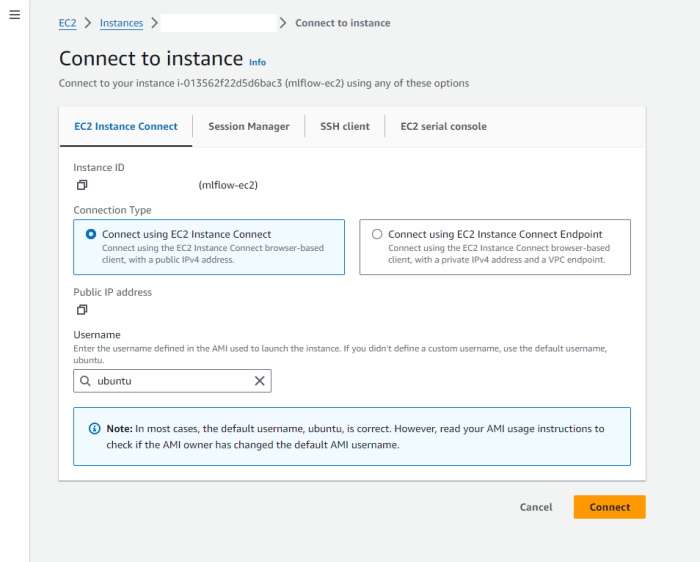 EC2 > Instances > > Connect to instance
Connect to instance Info
Connect to your instance i-013562f22d5d6bac3 (mlflow-ec2) using any of these options
EC2 Instance Connect
Session Manager
SSH client
EC2 serial console
Instance ID
(mlflow-ec2)
Connection Type
Connect using EC2 Instance Connect
Connect using the EC2 Instance Connect browser-based
client, with a public IPv4 address.
Connect using EC2 Instance Connect Endpoint
Connect using the EC2 Instance Connect browser-based
client, with a private IPv4 address and a VPC endpoint.
Public IP address
Username
Enter the username defined in the AMI used to launch the instance. If you didn't define a custom username, use the default username,
ubuntu.
ubuntu
Note: In most cases, the default username, ubuntu, is correct. However, read your AMI usage instructions to
check if the AMI owner has changed the default AMI username.
Cancel
Connect